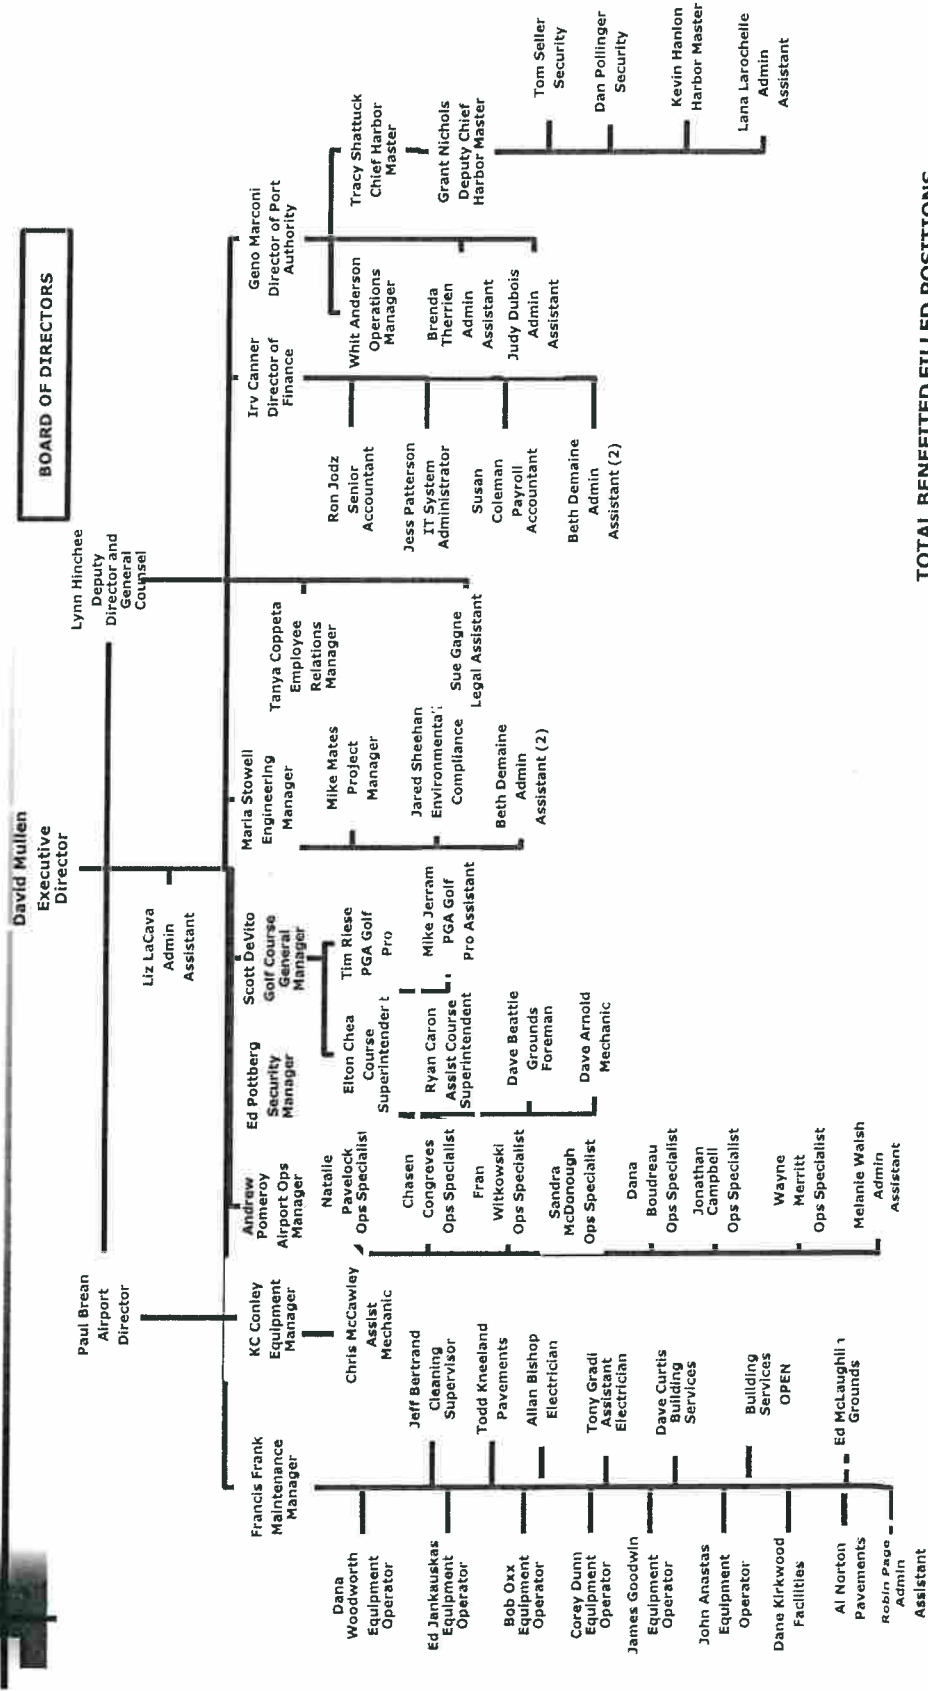 BOARD OF DIRECTORS
David Mullen
Executive
Director
Paul Brean
Airport
Director
Lynn Hinchee
Deputy
Director and
General
Counsel
Liz LaCava
Admin
Assistant
Francis Frank
Maintenance
Manager
KC Conley
Equipment
Manager
Andrew
Pomeroy
Airport Ops
Manager
Ed Pottberg
Security
Manager
Scott DeVito
Golf Course
General
Manager
Maria Stowell
Engineering
Manager
Irv Canner
Director of
Finance
Geno Marconi
Director of Port
Authority
Dana
Woodworth
Equipment
Operator
Ed Jankauskas
Equipment
Operator
Bob Oxx
Equipment
Operator
Corey Dunn
Equipment
Operator
James Goodwin
Equipment
Operator
John Anastas
Equipment
Operator
Dane Kirkwood
Facilities
Al Norton
Pavements
Robin Page
Admin
Assistant
Jeff Bertrand
Cleaning
Supervisor
Todd Kneeland
Pavements
Allan Bishop
Electrician
Tony Gradi
Assistant
Electrician
Dave Curtis
Building
Services
Building
Services
OPEN
Ed McLaughlin
Grounds
Chris McCawley
Assist
Mechanic
Natalie
Pavelock
Ops Specialist
Chasen
Congreves
Ops Specialist
Fran
Witkowski
Ops Specialist
Sandra
McDonough
Ops Specialist
Dana
Boudreau
Ops Specialist
Jonathan
Campbell
Ops Specialist
Wayne
Merritt
Ops Specialist
Melanie Walsh
Admin
Assistant
Elton Chea
Course
Superintender t
Ryan Caron
Assist Course
Superintendent
Dave Beattie
Grounds
Foreman
Dave Arnold
Mechanic
Tim Riese
PGA Golf
Pro
Mike Jerram
PGA Golf
Pro Assistant
Mike Mates
Project
Manager
Jared Sheehan
Environmental
Compliance
Beth Demaine
Admin
Assistant (2)
Tanya Coppeta
Employee
Relations
Manager
Sue Gagne
Legal Assistant
Ron Jodz
Senior
Accountant
Jess Patterson
IT System
Administrator
Susan
Coleman
Payroll
Accountant
Beth Demaine
Admin
Assistant (2)
Whit Anderson
Operations
Manager
Brenda
Therrien
Admin
Assistant
Judy Dubois
Admin
Assistant
Tracy Shattuck
Chief Harbor
Master
Grant Nichols
Deputy Chief
Harbor Master
Tom Seller
Security
Dan Pollinger
Security
Kevin Hanlon
Harbor Master
Lana Larochelle
Admin
Assistant
TOTAL BENEFITED FILLED POSITIONS